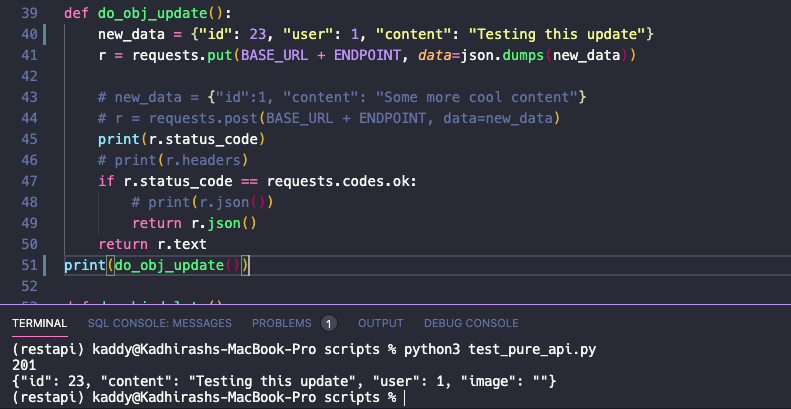 39 def do_obj_update():
40 new_data = {"id": 23, "user": 1, "content": "Testing this update"}
41 r = requests.put(BASE_URL + ENDPOINT, data=json.dumps(new_data))
42
43 # new_data = {"id":1, "content": "Some more cool content"}
44 # r = requests.post(BASE_URL + ENDPOINT, data=new_data)
45 print(r.status_code)
46 # print(r.headers)
47 if r.status_code == requests.codes.ok:
48 # print(r.json())
49 return r.json()
50 return r.text
51 print(do_obj_update())
52
TERMINAL SQL CONSOLE: MESSAGES PROBLEMS 1 OUTPUT DEBUG CONSOLE
(restapi) kaddy@Kadhirashs-MacBook-Pro scripts % python3 test_pure_api.py
201
{"id": 23, "content": "Testing this update", "user": 1, "image": ""}
(restapi) kaddy@Kadhirashs-MacBook-Pro scripts %